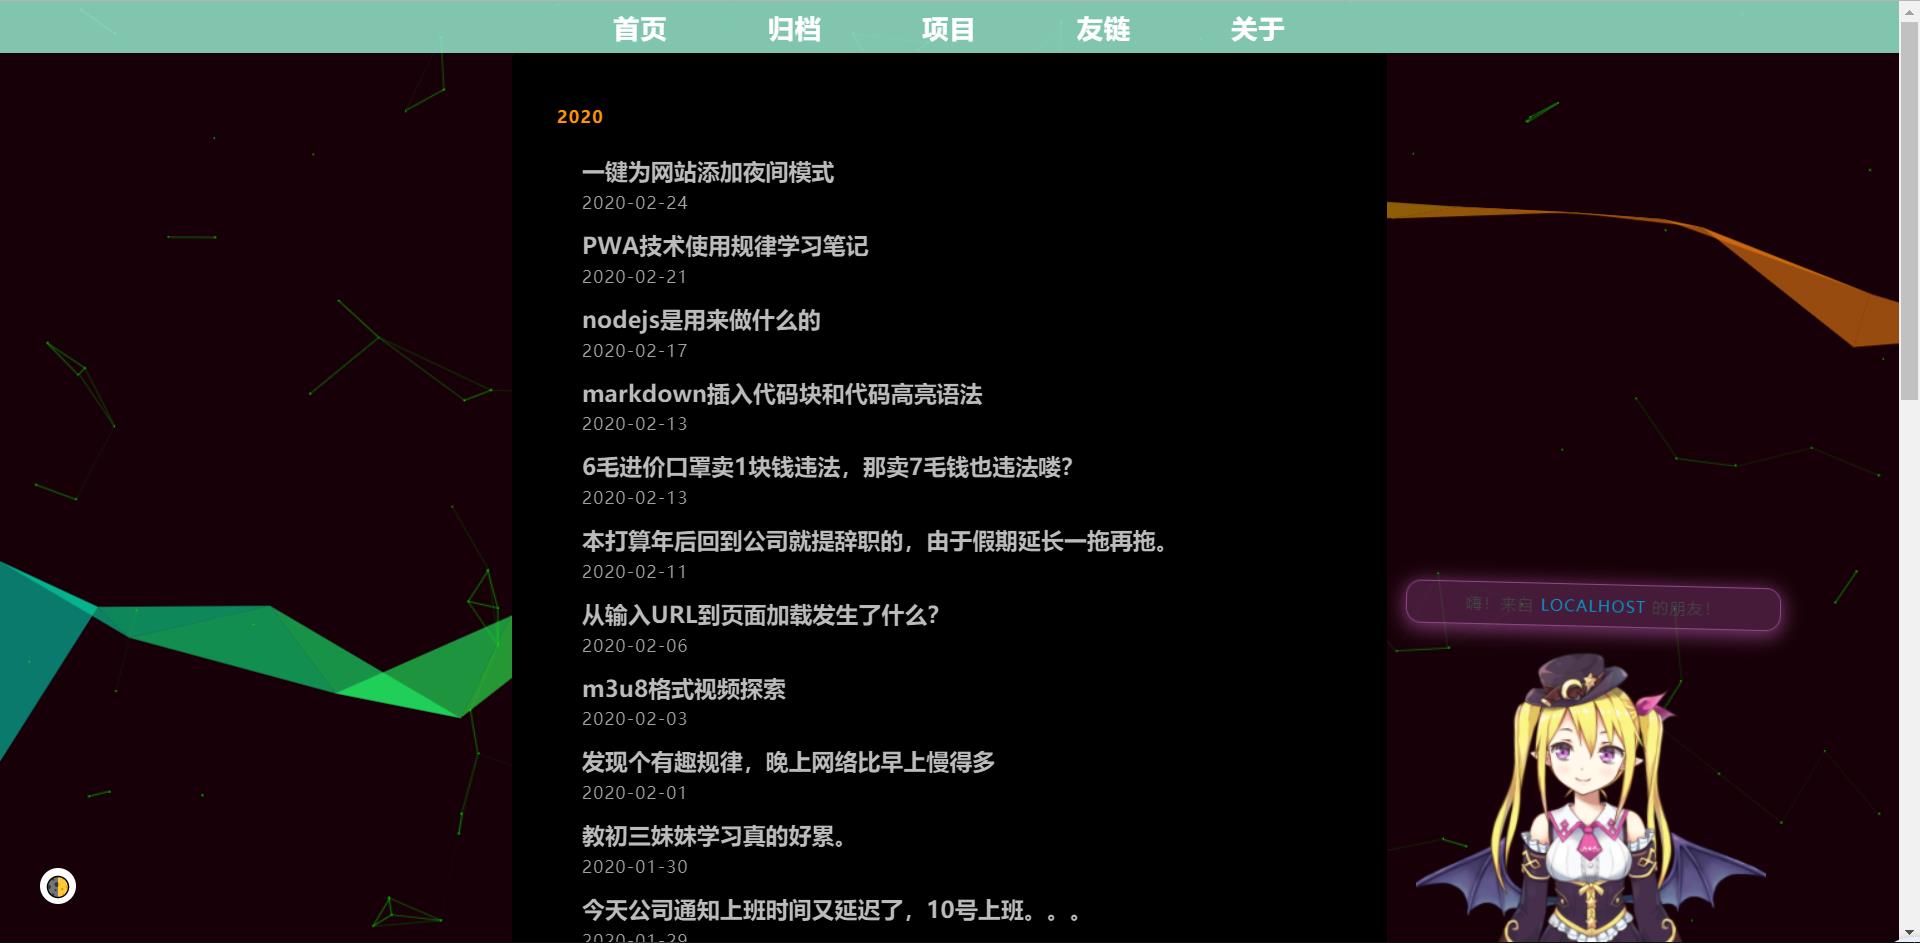 首页 归档 项目 友链 关于
2020
一键为网站添加夜间模式
2020-02-24
PWA技术使用规律学习笔记
2020-02-21
nodejs是用来做什么的
2020-02-17
markdown插入代码块和代码高亮语法
2020-02-13
6毛进价口罩卖1块钱违法，那卖7毛钱也违法喽？
2020-02-13
本打算年后回到公司就提辞职的，由于假期延长一拖再拖。
2020-02-11
从输入URL到页面加载发生了什么？
2020-02-06
m3u8格式视频探索
2020-02-03
发现个有趣规律，晚上网络比早上慢得多
2020-02-01
教初三妹妹学习真的好累。
2020-01-30
今天公司通知上班时间又延迟了，10号上班。。。
2020-01-29
嗨！来自 LOCALHOST 的朋友！